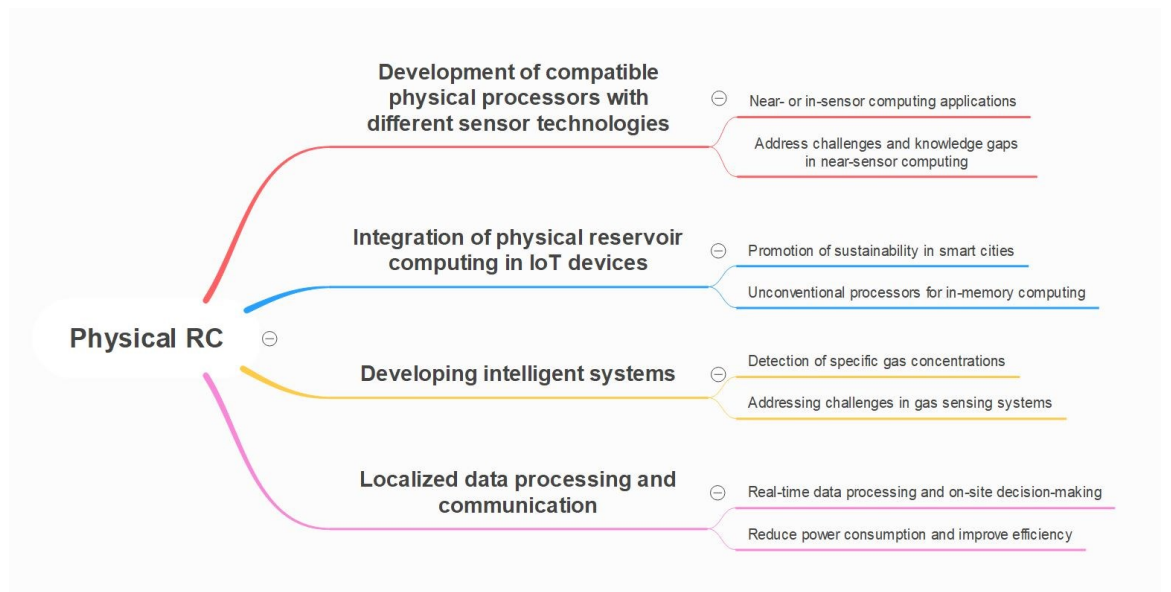 Development of compatible
physical processors with
different sensor technologies
Near- or in-sensor computing applications
Address challenges and knowledge gaps
in near-sensor computing
Integration of physical reservoir
computing in IoT devices
Promotion of sustainability in smart cities
Unconventional processors for in-memory computing
Physical RC
Developing intelligent systems
Detection of specific gas concentrations
Addressing challenges in gas sensing systems
Localized data processing and
communication
Real-time data processing and on-site decision-making
Reduce power consumption and improve efficiency